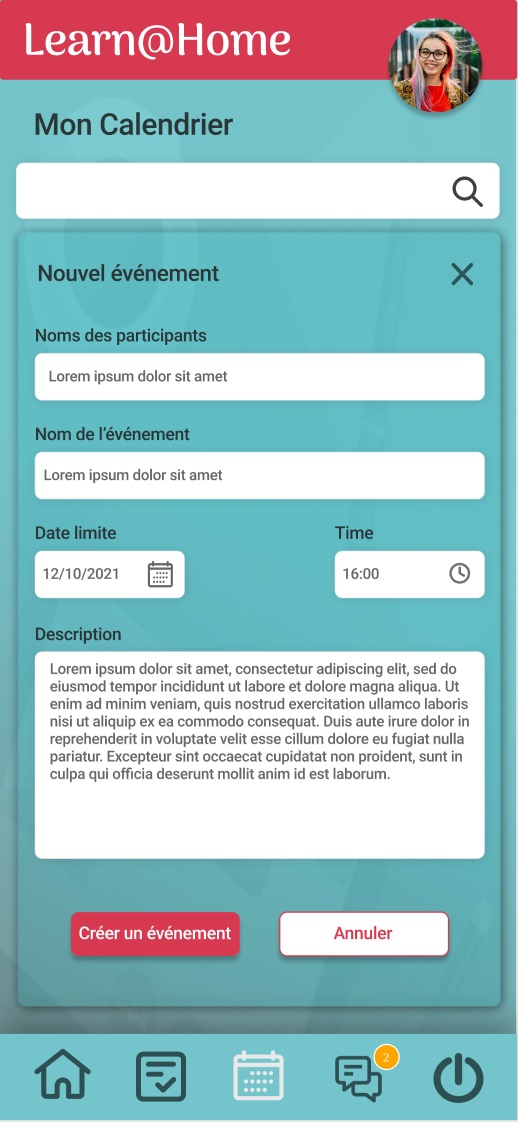 Learn@Home
Mon Calendrier
Nouvel événement
Noms des participants
Lorem ipsum dolor sit amet
Nom de l'événement
Lorem ipsum dolor sit amet
Date limite
Time
12/10/2021
16:00
Description
Lorem ipsum dolor sit amet, consectetur adipiscing elit, sed do
eiusmod tempor incididunt ut labore et dolore magna aliqua. Ut
enim ad minim veniam, quis nostrud exercitation ullamco laboris
nisi ut aliquip ex ea commodo consequat. Duis aute irure dolor in
reprehenderit in voluptate velit esse cillum dolore eu fugiat nulla
pariatur. Excepteur sint occaecat cupidatat non proident, sunt in
culpa qui officia deserunt mollit anim id est laborum.
Créer un événement
Annuler
2